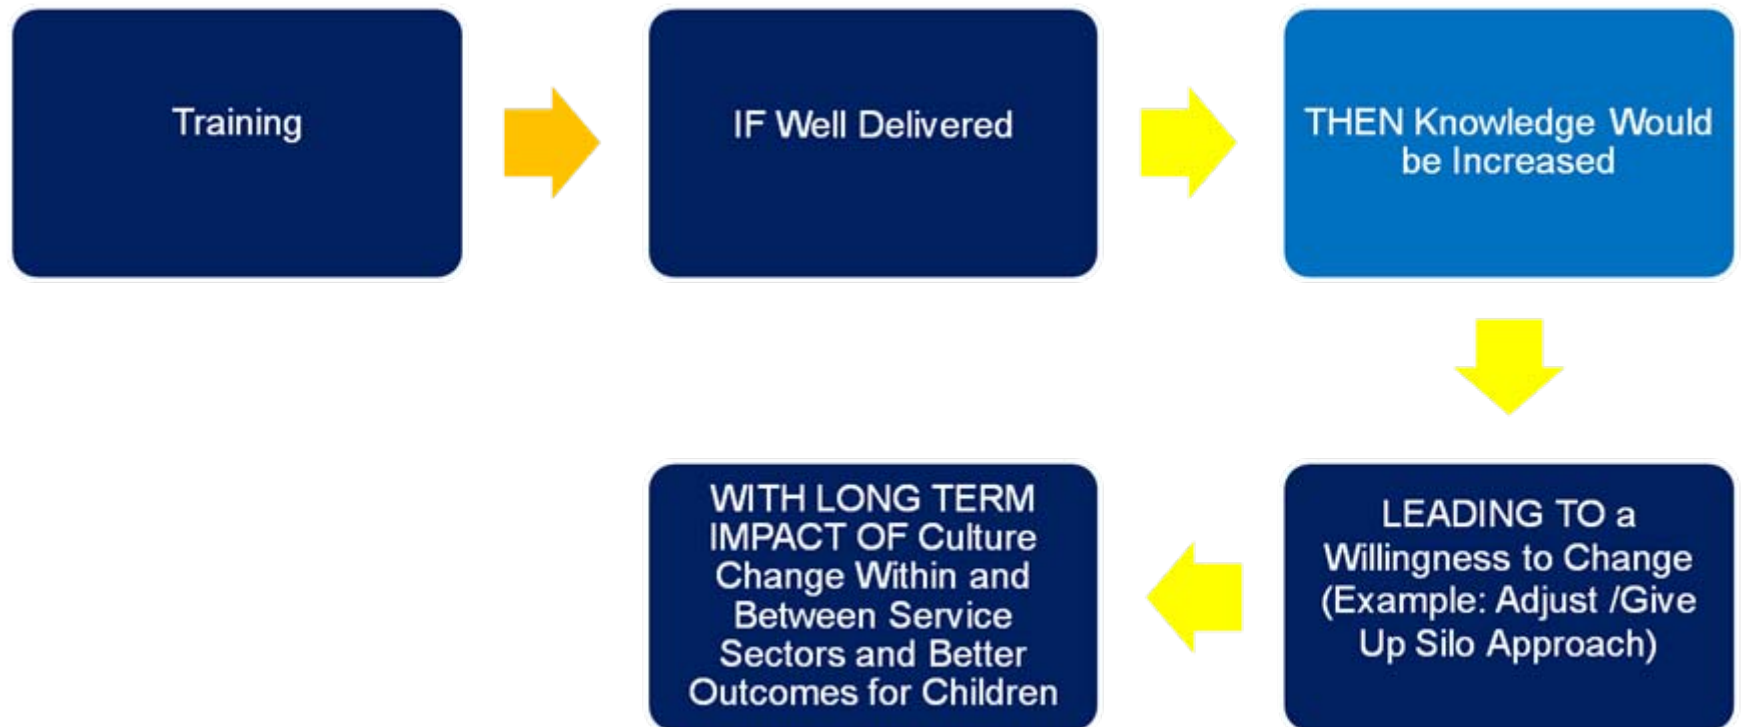 Training
IF Well Delivered
THEN Knowledge Would
be Increased
LEADING TO a
Willingness to Change
(Example: Adjust /Give
Up Silo Approach)
WITH LONG TERM
IMPACT OF Culture
Change Within and
Between Service
Sectors and Better
Outcomes for Children